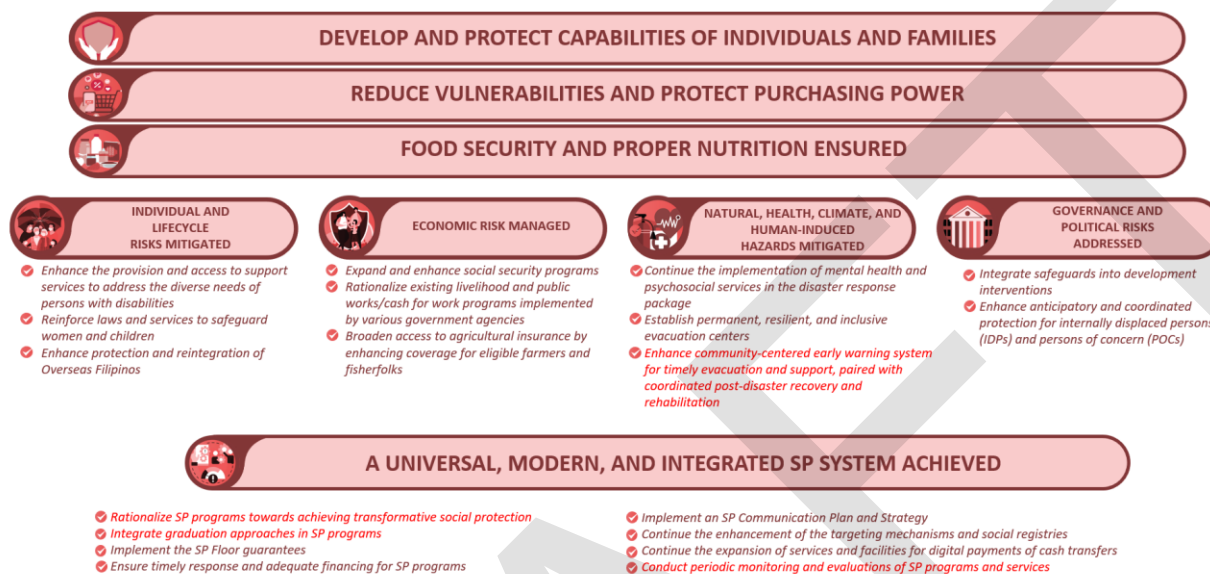 DEVELOP AND PROTECT CAPABILITIES OF INDIVIDUALS AND FAMILIES
REDUCE VULNERABILITIES AND PROTECT PURCHASING POWER
FOOD SECURITY AND PROPER NUTRITION ENSURED
INDIVIDUAL AND
LIFECYCLE
RISKS MITIGATED
Enhance the provision and access to support
services to address the diverse needs of
persons with disabilities
Reinforce laws and services to safeguard
women and children
Enhance protection and reintegration of
Overseas Filipinos
ECONOMIC RISK MANAGED
Expand and enhance social security programs
Rationalize existing livelihood and public
works/cash for work programs implemented
by various government agencies
Broaden access to agricultural insurance by
enhancing coverage for eligible farmers and
fisherfolks
NATURAL, HEALTH, CLIMATE, AND
HUMAN-INDUCED
HAZARDS MITIGATED
Continue the implementation of mental health and
psychosocial services in the disaster response
package
Establish permanent, resilient, and inclusive
evacuation centers
Enhance community-centered early warning system
for timely evacuation and support, paired with
coordinated post-disaster recovery and
rehabilitation
GOVERNANCE AND
POLITICAL RISKS
ADDRESSED
Integrate safeguards into development
interventions
Enhance anticipatory and coordinated
protection for internally displaced persons
(IDPs) and persons of concern (POCs)
A UNIVERSAL, MODERN, AND INTEGRATED SP SYSTEM ACHIEVED
Rationalize SP programs towards achieving transformative social protection
Integrate graduation approaches in SP programs
Implement the SP Floor guarantees
Ensure timely response and adequate financing for SP programs
Implement an SP Communication Plan and Strategy
Continue the enhancement of the targeting mechanisms and social registries
Continue the expansion of services and facilities for digital payments of cash transfers
Conduct periodic monitoring and evaluations of SP programs and services